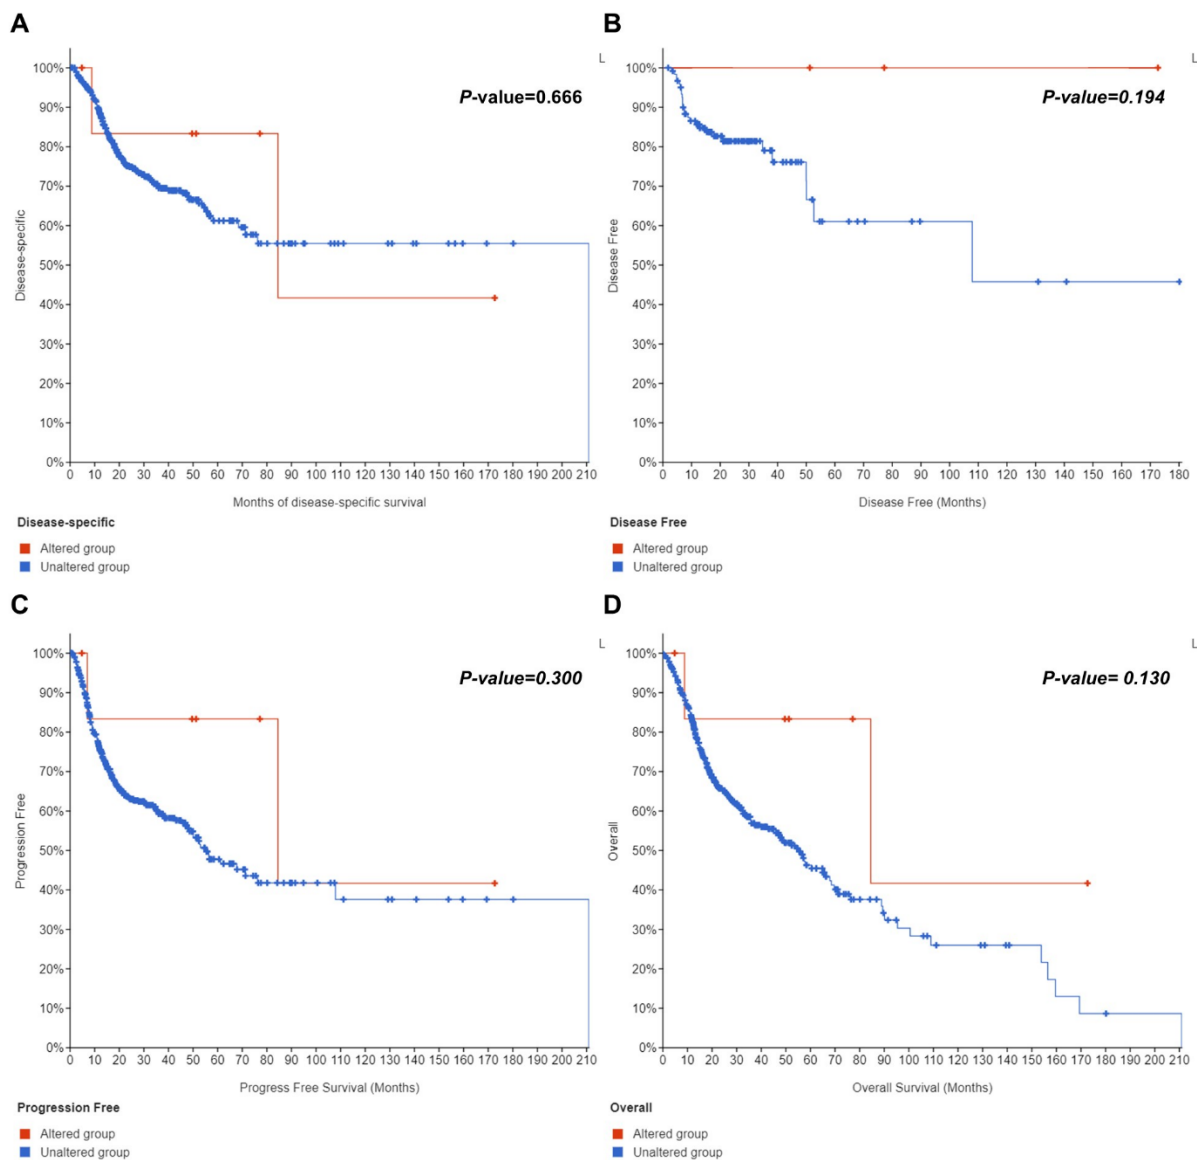 A
B
L
L
100%
90%
80%
70%
60%
50%
40%
30%
20%
10%
0%
P-value=0.666
Disease-specific
0 10 20 30 40 50 60 70 80 90 100 110 120 130 140 150 160 170 180 190 200 210
Months of disease-specific survival
100%
90%
80%
70%
60%
50%
40%
30%
20%
10%
0%
P-value=0.194
Disease Free
0 10 20 30 40 50 60 70 80 90 100 110 120 130 140 150 160 170 180
Disease Free (Months)
Disease-specific
Altered group
Unaltered group
Disease Free
Altered group
Unaltered group
C
D
L
L
100%
90%
80%
70%
60%
50%
40%
30%
20%
10%
0%
P-value=0.300
Progression Free
0 10 20 30 40 50 60 70 80 90 100 110 120 130 140 150 160 170 180 190 200 210
Progress Free Survival (Months)
100%
90%
80%
70%
60%
50%
40%
30%
20%
10%
0%
P-value= 0.130
Overall
0 10 20 30 40 50 60 70 80 90 100 110 120 130 140 150 160 170 180 190 200 210
Overall Survival (Months)
Progression Free
Altered group
Unaltered group
Overall
Altered group
Unaltered group